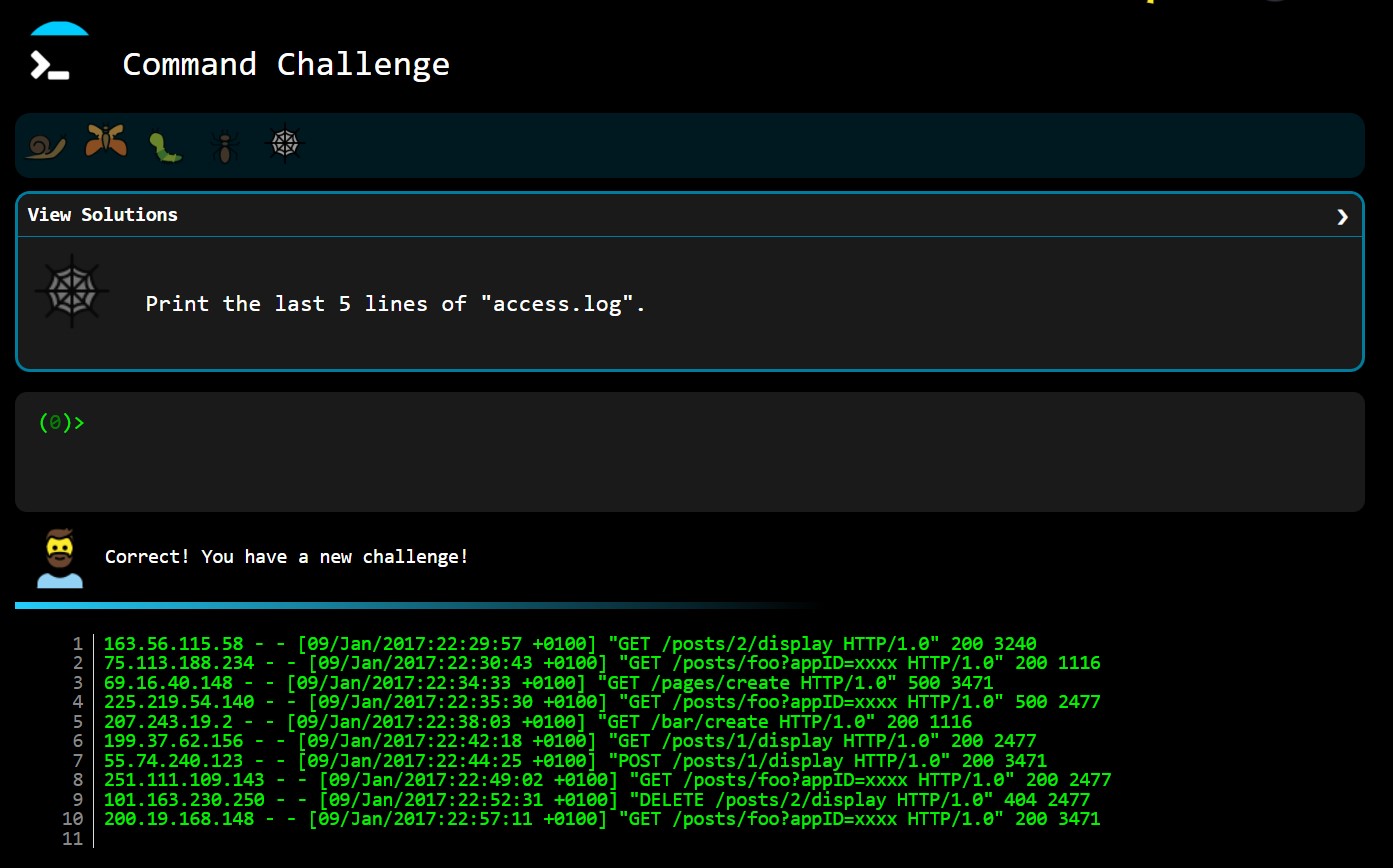 Command Challenge
View Solutions
Print the last 5 lines of "access.log".
(0)>
Correct! You have a new challenge!
1 163.56.115.58 - - [09/Jan/2017:22:29:57 +0100] "GET /posts/2/display HTTP/1.0" 200 3240
2 75.113.188.234 - - [09/Jan/2017:22:30:43 +0100] "GET /posts/foo?appID=xxxx HTTP/1.0" 200 1116
3 69.16.40.148 - - [09/Jan/2017:22:34:33 +0100] "GET /pages/create HTTP/1.0" 500 3471
4 225.219.54.140 - - [09/Jan/2017:22:35:30 +0100] "GET /posts/foo?appID=xxxx HTTP/1.0" 500 2477
5 207.243.19.2 - - [09/Jan/2017:22:38:03 +0100] "GET /bar/create HTTP/1.0" 200 1116
6 199.37.62.156 - - [09/Jan/2017:22:42:18 +0100] "GET /posts/1/display HTTP/1.0" 200 2477
7 55.74.240.123 - - [09/Jan/2017:22:44:25 +0100] "POST /posts/1/display HTTP/1.0" 200 3471
8 251.111.109.143 - - [09/Jan/2017:22:49:02 +0100] "GET /posts/foo?appID=xxxx HTTP/1.0" 200 2477
9 101.163.230.250 - - [09/Jan/2017:22:52:31 +0100] "DELETE /posts/2/display HTTP/1.0" 404 2477
10 200.19.168.148 - - [09/Jan/2017:22:57:11 +0100] "GET /posts/foo?appID=xxxx HTTP/1.0" 200 3471
11